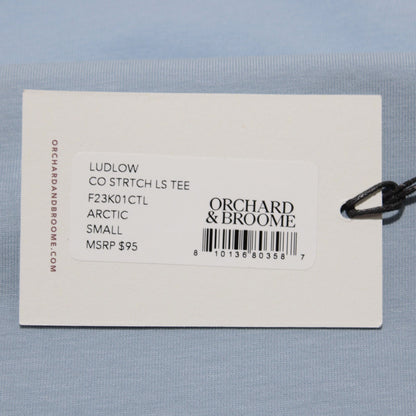 ORCHARDANDBROOME.COM
LUDLOW
CO STRTCH LS TEE
F23K01CTL
ARCTIC
SMALL
MSRP $95
ORCHARD
& BROOME
8 10136 80358 7